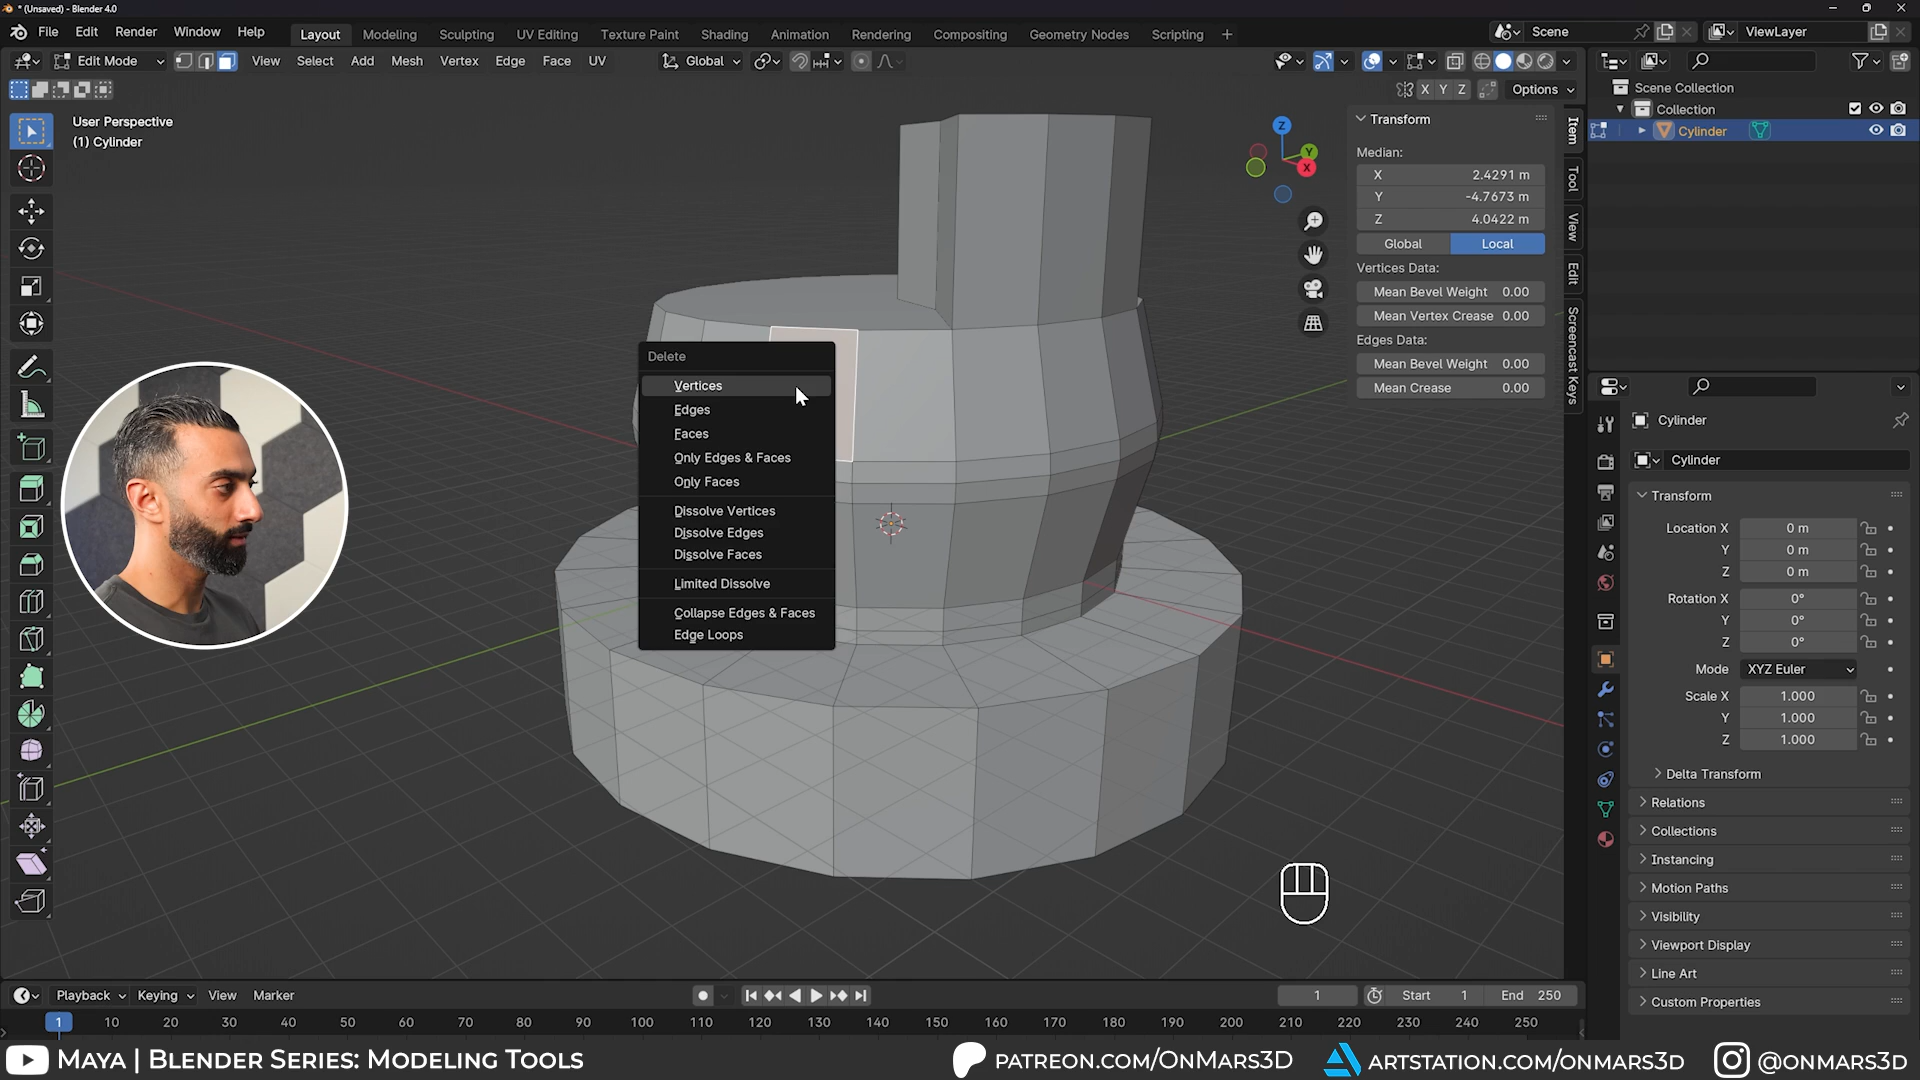 * (Unsaved) - Blender 4.0
File Edit Render Window Help Layout Modeling Sculpting UV Editing Texture Paint Shading Animation Rendering Compositing Geometry Nodes Scripting + Scene ViewLayer
Edit Mode View Select Add Mesh Vertex Edge Face UV Global
X Y Z Options
User Perspective
(1) Cylinder
Z
Y
X
Delete
Vertices
Edges
Faces
Only Edges & Faces
Only Faces
Dissolve Vertices
Dissolve Edges
Dissolve Faces
Limited Dissolve
Collapse Edges & Faces
Edge Loops
Transform
Median:
X 2.4291 m
Y -4.7673 m
Z 4.0422 m
Global Local
Vertices Data:
Mean Bevel Weight 0.00
Mean Vertex Crease 0.00
Edges Data:
Mean Bevel Weight 0.00
Mean Crease 0.00
Item
Tool
View
Edit
Screencast Keys
Scene Collection
Collection
Cylinder
Cylinder
Cylinder
Transform
Location X 0 m
Y 0 m
Z 0 m
Rotation X 0°
Y 0°
Z 0°
Mode XYZ Euler
Scale X 1.000
Y 1.000
Z 1.000
Delta Transform
Relations
Collections
Instancing
Motion Paths
Visibility
Viewport Display
Line Art
Custom Properties
Playback Keying View Marker 1 Start 1 End 250
1 10 20 30 40 50 60 70 80 90 100 110 120 130 140 150 160 170 180 190 200 210 220 230 240 250
MAYA | BLENDER SERIES: MODELING TOOLS PATREON.COM/ONMARS3D ARTSTATION.COM/ONMARS3D @ONMARS3D